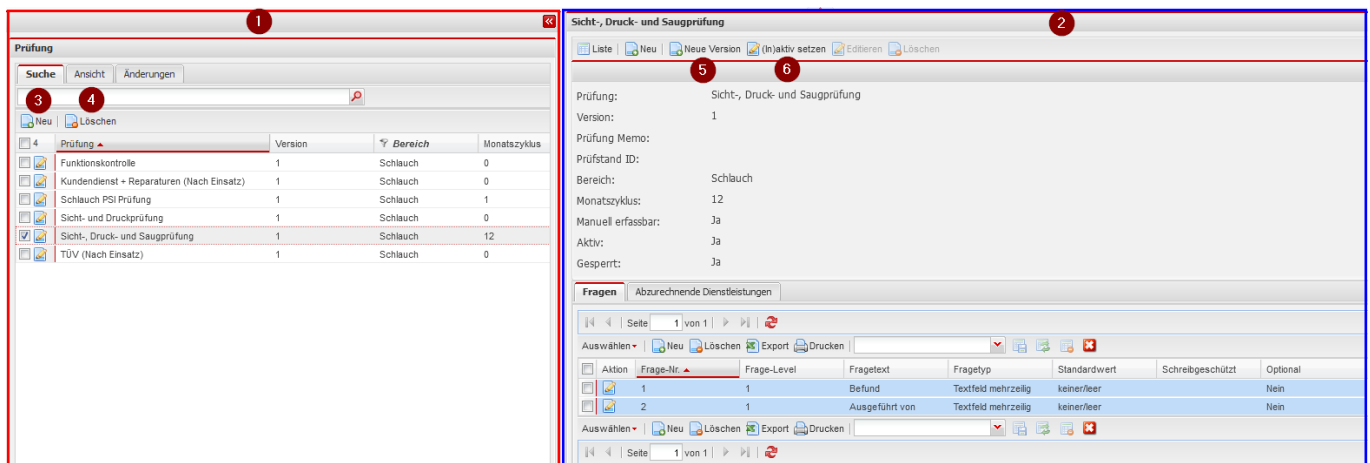 1
Prüfung
Suche Ansicht Änderungen
3 4
Neu Löschen
4 Prüfung Version Bereich Monatszyklus
Funktionskontrolle 1 Schlauch 0
Kundendienst + Reparaturen (Nach Einsatz) 1 Schlauch 0
Schlauch PSI Prüfung 1 Schlauch 1
Sicht- und Druckprüfung 1 Schlauch 0
Sicht-, Druck- und Saugprüfung 1 Schlauch 12
TÜV (Nach Einsatz) 1 Schlauch 0
Sicht-, Druck- und Saugprüfung 2
Liste Neu Neue Version (In)aktiv setzen Editieren Löschen
5 6
Prüfung: Sicht-, Druck- und Saugprüfung
Version: 1
Prüfung Memo:
Prüfstand ID:
Bereich: Schlauch
Monatszyklus: 12
Manuell erfassbar: Ja
Aktiv: Ja
Gesperrt: Ja
Fragen Abzurechnende Dienstleistungen
Seite 1 von 1
Auswählen Neu Löschen Export Drucken
Aktion Frage-Nr. Frage-Level Fragetext Fragetyp Standardwert Schreibgeschützt Optional
1 1 Befund Textfeld mehrzeilig keiner/leer Nein
2 1 Ausgeführt von Textfeld mehrzeilig keiner/leer Nein
Auswählen Neu Löschen Export Drucken
Seite 1 von 1